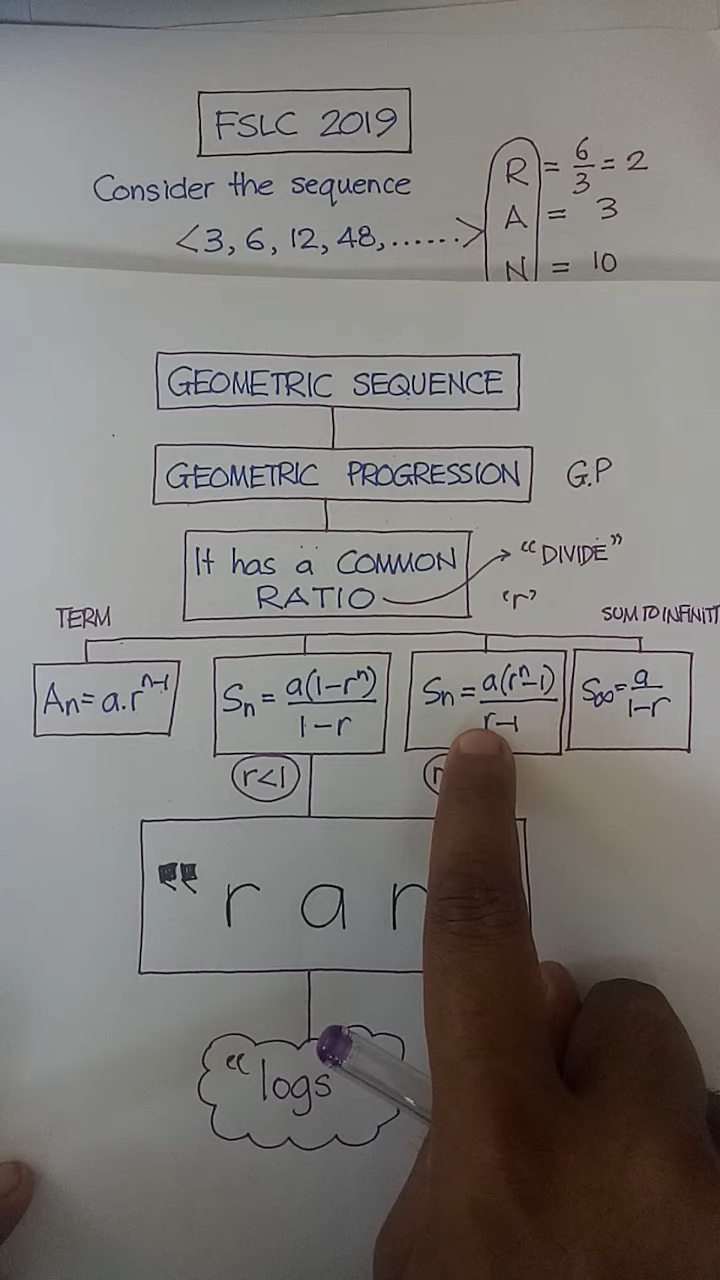 FSLC 2019
Consider the sequence
<3, 6, 12, 48,......>
R = 6/3 = 2
A = 3
N = 10
GEOMETRIC SEQUENCE
GEOMETRIC PROGRESSION G.P
It has a COMMON
RATIO
"DIVIDE"
"r"
TERM
SUM TO INFINIT
An = a.r^(n-1)
Sn = a(1-r^n)/(1-r)
Sn = a(r^n-1)/(r-1)
S∞ = a/(1-r)
r<1
r
"r a r
"logs